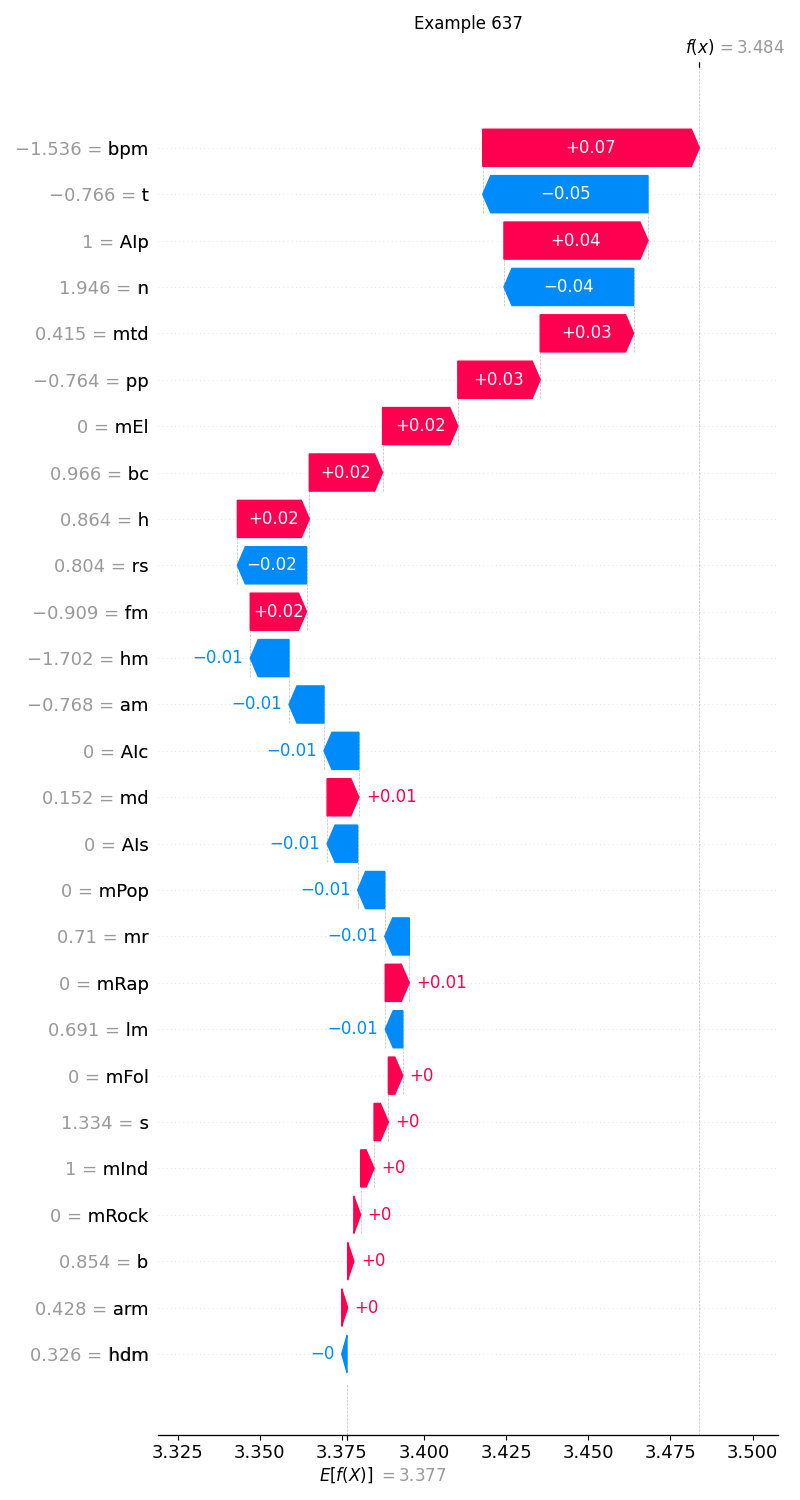 Example 637
f(x) = 3.484
−1.536 = bpm +0.07
−0.766 = t −0.05
1 = AIp +0.04
1.946 = n −0.04
0.415 = mtd +0.03
−0.764 = pp +0.03
0 = mEl +0.02
0.966 = bc +0.02
0.864 = h +0.02
0.804 = rs −0.02
−0.909 = fm +0.02
−1.702 = hm −0.01
−0.768 = am −0.01
0 = AIc −0.01
0.152 = md +0.01
0 = AIs −0.01
0 = mPop −0.01
0.71 = mr −0.01
0 = mRap +0.01
0.691 = lm −0.01
0 = mFol +0
1.334 = s +0
1 = mInd +0
0 = mRock +0
0.854 = b +0
0.428 = arm +0
0.326 = hdm −0
3.325 3.350 3.375 3.400 3.425 3.450 3.475 3.500
E[f(X)] = 3.377